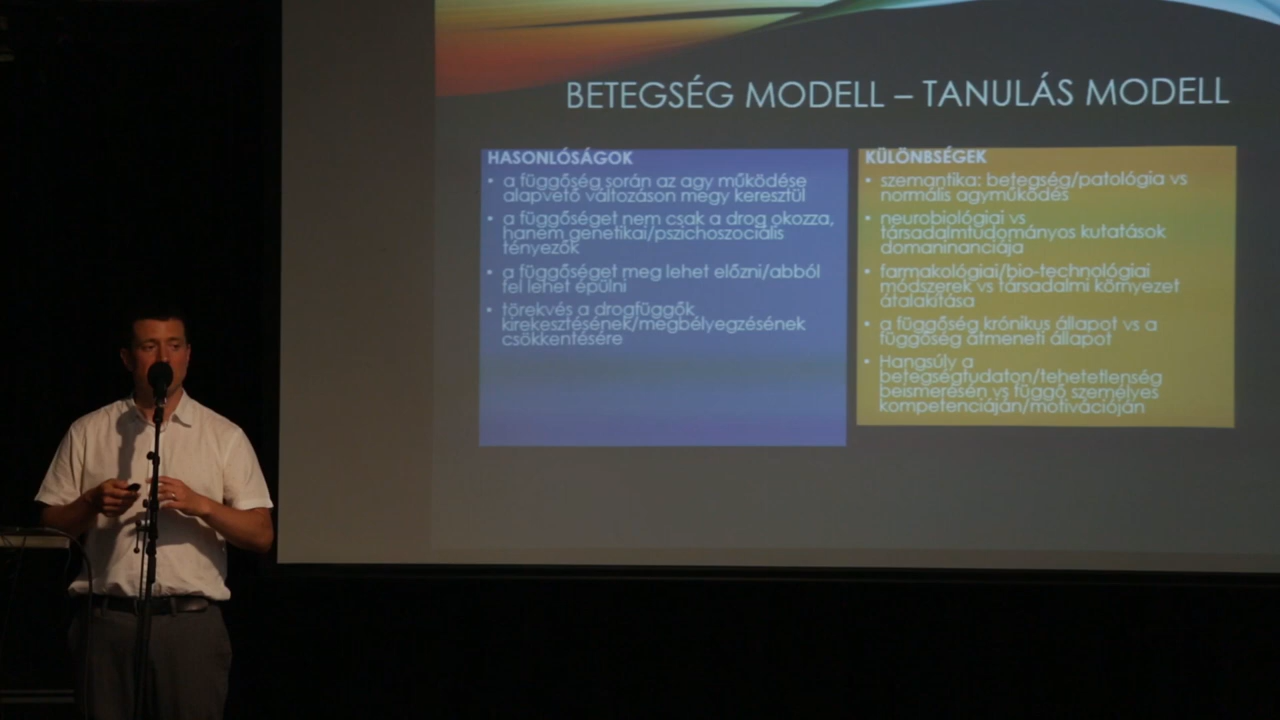 BETEGSÉG MODELL – TANULÁS MODELL
HASONLÓSÁGOK
• a függőség során az agy működése
alapvető változáson megy keresztül
• a függőséget nem csak a drog okozza,
hanem genetikai/pszichoszociális
tényezők
• a függőséget meg lehet előzni/abból
fel lehet épülni
• törekvés a drogfüggők
kirekesztésének/megbélyegzésének
csökkentésére
KÜLÖNBSÉGEK
• szemantika: betegség/patológia vs
normális agyműködés
• neurobiológiai vs
társadalmtudományos kutatások
domaninanciája
• farmakológiai/bio-technológiai
módszerek vs társadalmi környezet
átalakítása
• a függőség krónikus állapot vs a
függőség átmeneti állapot
• Hangsúly a
betegségtudaton/tehetetlenség
beismerésén vs függő személyes
kompetenciáján/motivációján